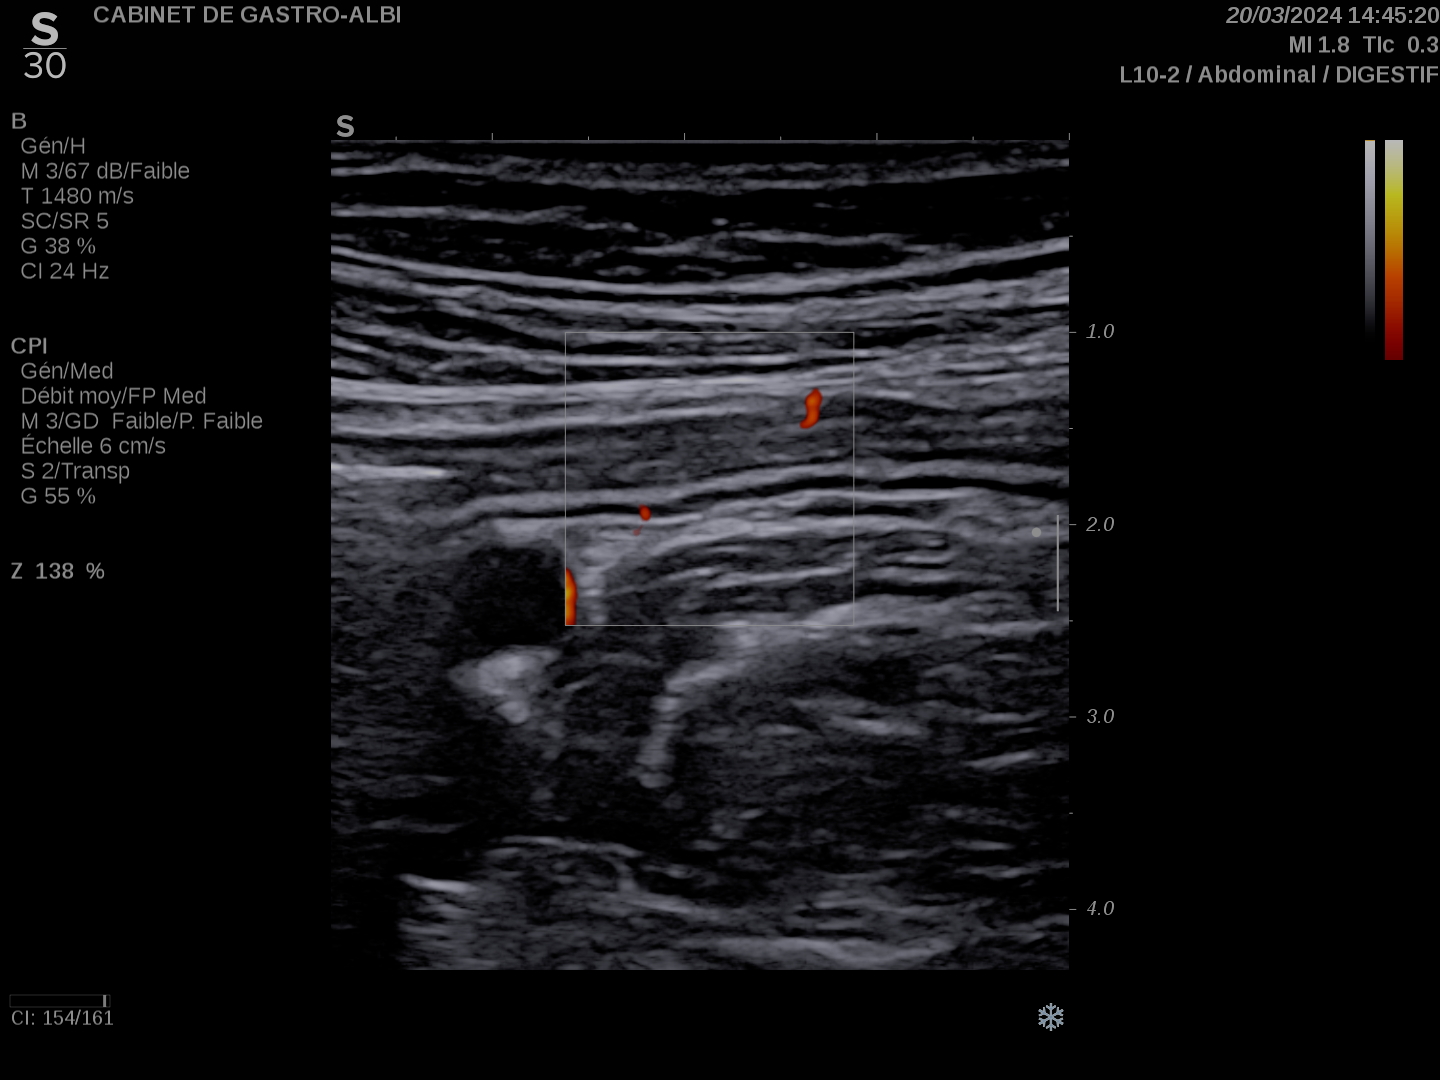 S
30
CABINET DE GASTRO-ALBI
20/03/2024 14:45:20
MI 1.8 TIc 0.3
L10-2 / Abdominal / DIGESTIF
B
Gén/H
M 3/67 dB/Faible
T 1480 m/s
SC/SR 5
G 38 %
CI 24 Hz
CPI
Gén/Med
Débit moy/FP Med
M 3/GD Faible/P. Faible
Échelle 6 cm/s
S 2/Transp
G 55 %
Z 138 %
S
1.0
2.0
3.0
4.0
CI: 154/161